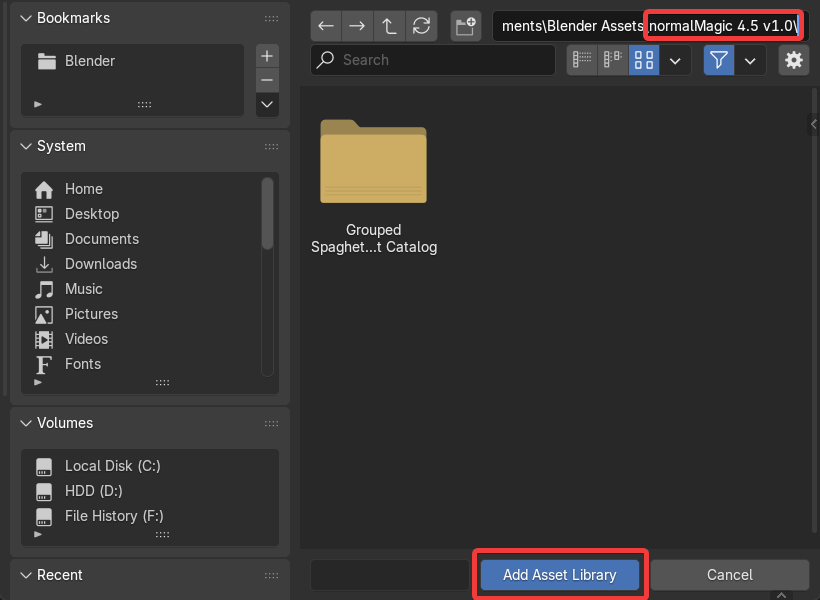 Bookmarks
Blender
System
Home
Desktop
Documents
Downloads
Music
Pictures
Videos
Fonts
Volumes
Local Disk (C:)
HDD (D:)
File History (F:)
Recent
ments\Blender Assets\normalMagic 4.5 v1.0\
Search
Grouped
Spaghet...t Catalog
Add Asset Library
Cancel